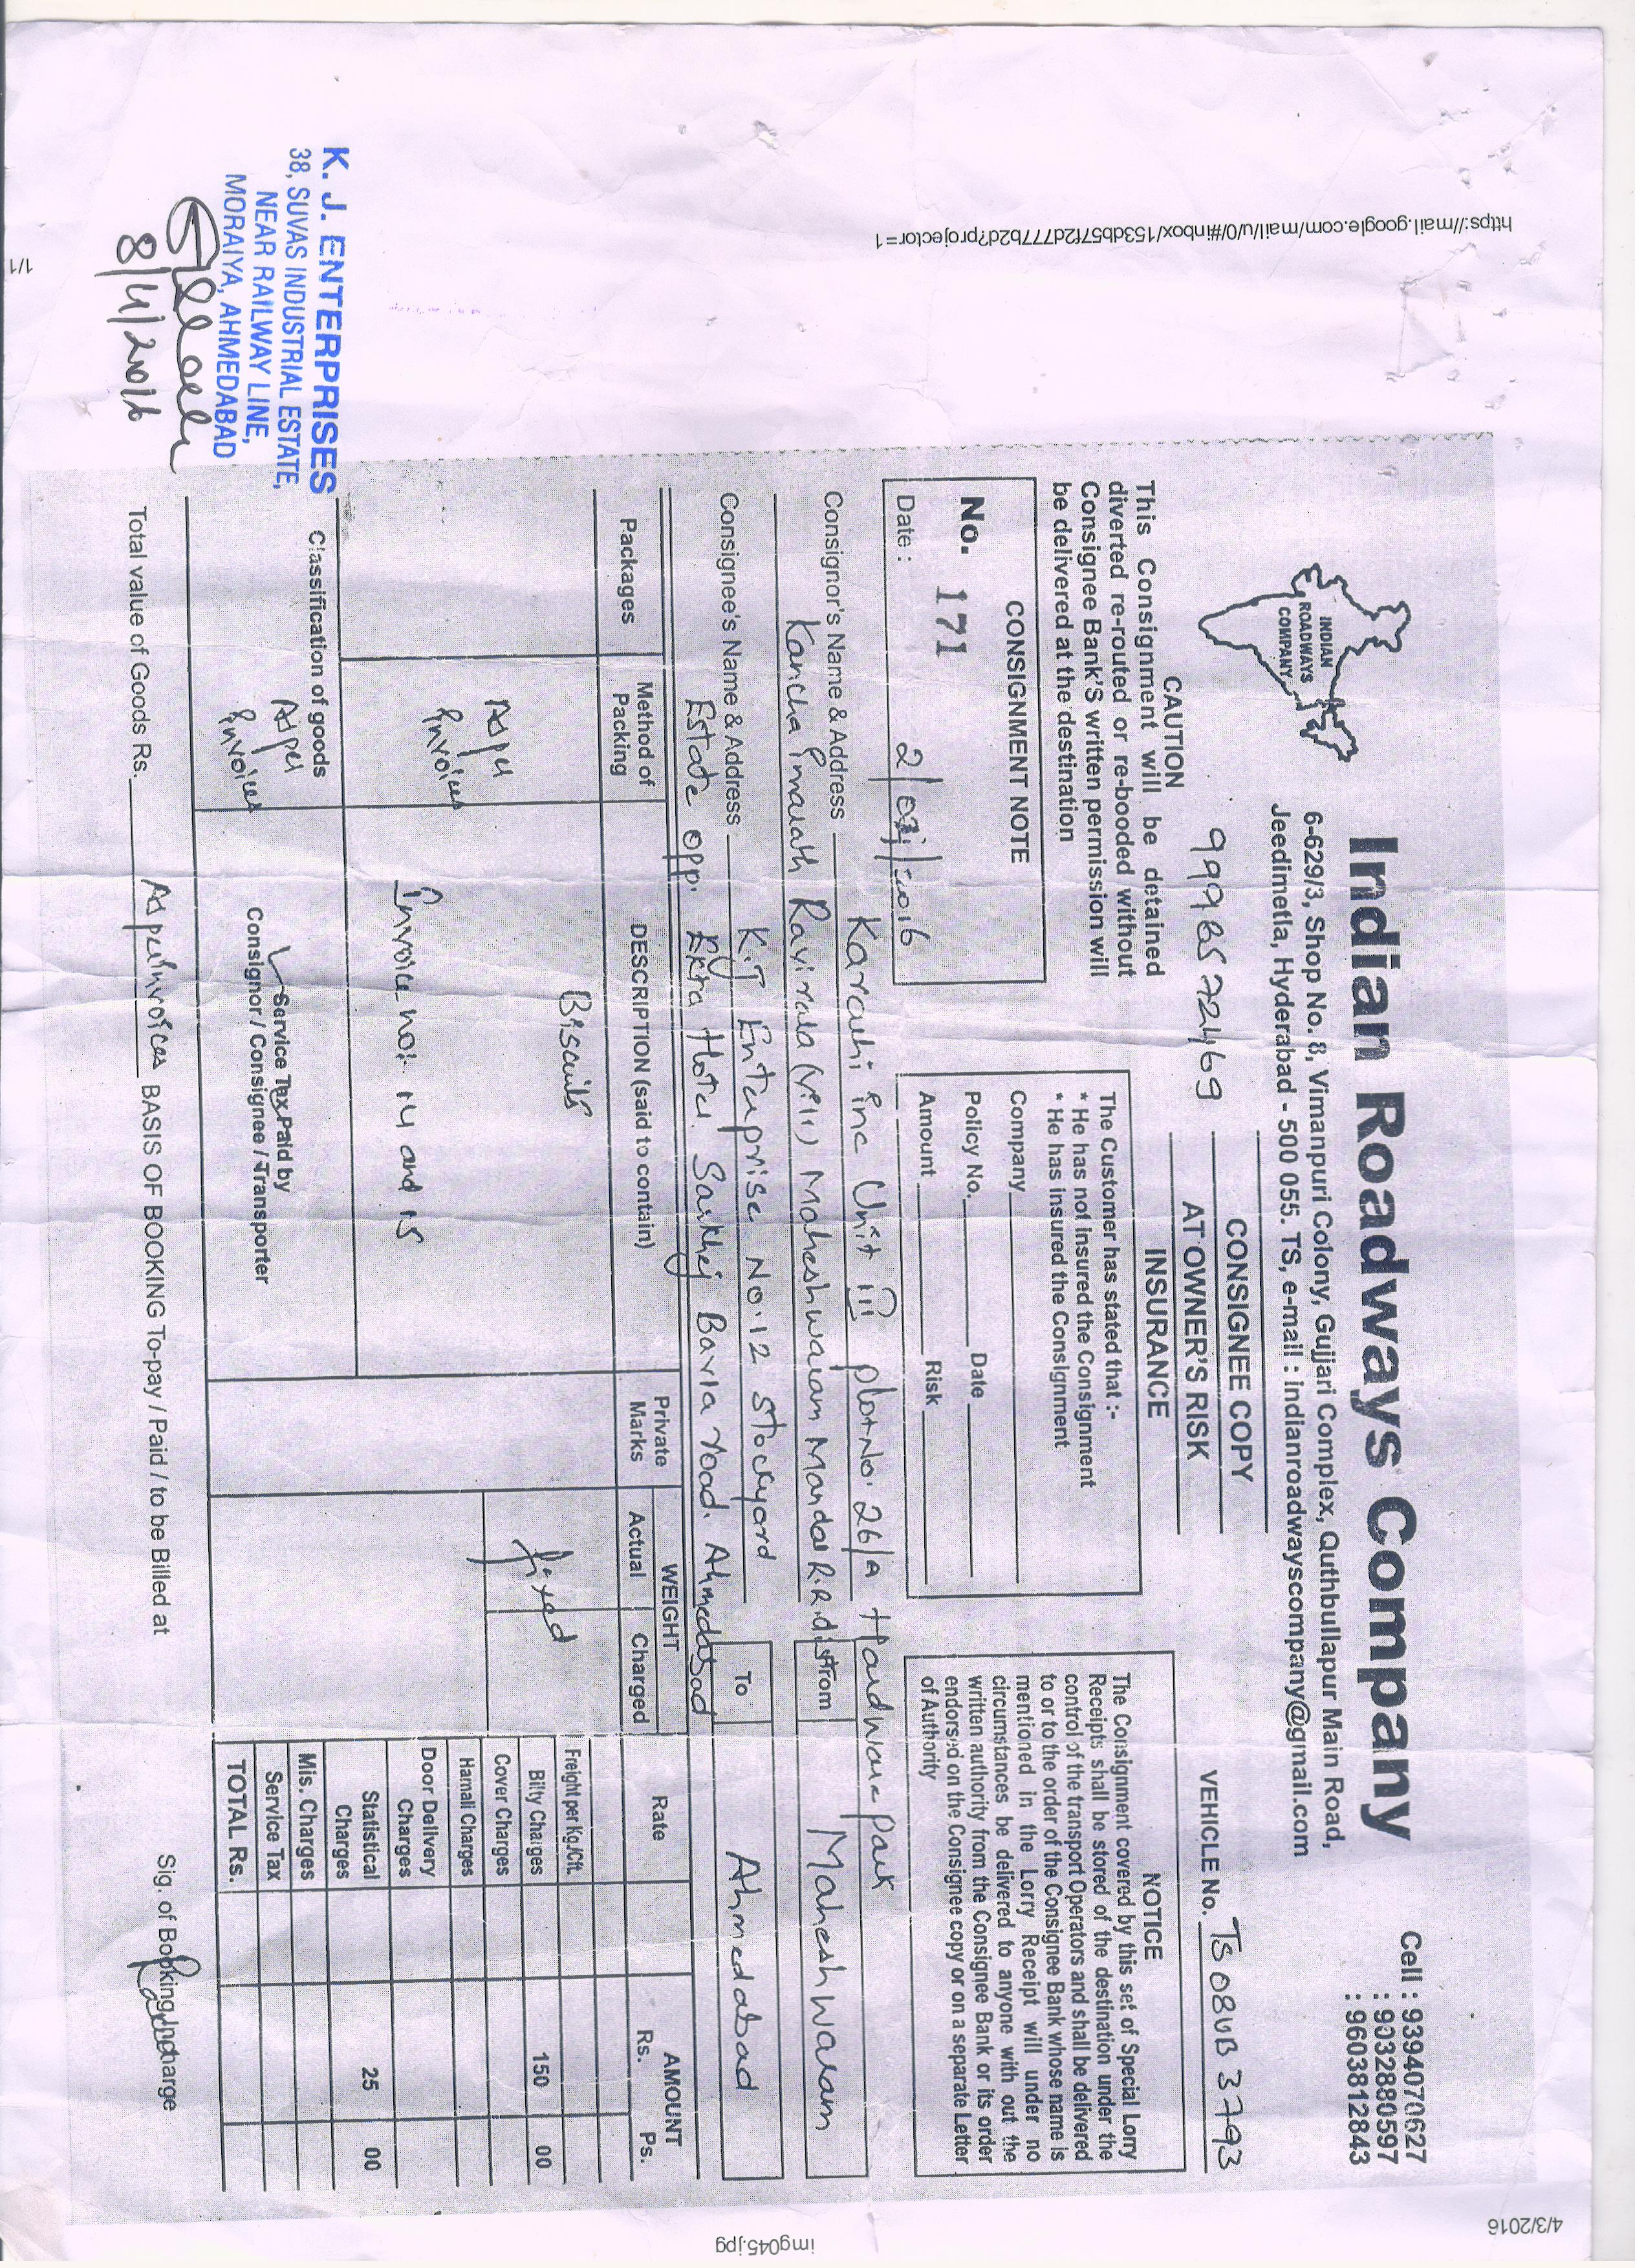 4/3/2016
img045.jpg
Indian Roadways Company
Cell : 9394070627
: 9032880597
: 9603812843
6-629/3, Shop No. 8, Vimanpuri Colony, Gujjari Complex, Quthbullapur Main Road,
Jeedimetla, Hyderabad - 500 055. TS, e-mail : indianroadwayscompany@gmail.com
INDIAN
ROADWAYS
COMPANY
9998572469
CONSIGNEE COPY
AT OWNER'S RISK
INSURANCE
VEHICLE No. TS 08UB 3793
CAUTION
This Consignment will be detained
diverted re-routed or re-booded without
Consignee Bank'S written permission will
be delivered at the destination
The Customer has stated that :-
* He has not insured the Consignment
* He has insured the Consignment
Company
Policy No. Date
Amount Risk
NOTICE
The Consignment covered by this set of Special Lorry
Receipts shall be stored of the destination under the
control of the transport Operators and shall be delivered
to or to the order of the Consignee Bank whose name is
mentioned in the Lorry Receipt will under no
circumstances be delivered to anyone with out the
written authority from the Consignee Bank or its order
endorsed on the Consignee copy or on a separate Letter
of Authority
CONSIGNMENT NOTE
No. 171
Date : 2/ /2016
Consignor's Name & Address Karachi inc Unit iii plot No. 26/A Hardware park
Kancha imarath Ravirala (vill) Maheshwaram Mandal R.R.dist
from Maheshwaram
Consignee's Name & Address K.J Enterprise No.12 stockyard
Estate opp. Ekta Hotel. Sarkhej Bavla road. Ahmedabad
To Ahmedabad
Packages
Method of
Packing
DESCRIPTION (said to contain)
Private
Marks
WEIGHT
Actual Charged
Rate
AMOUNT
Rs. Ps.
Biscuits
As per
invoices
invoice no: 14 and 15
fixed
Freight per Kg./Cft.
Bilty Charges 150 00
Cover Charges
Hamali Charges
Door Delivery
Charges
Statistical
Charges 25 00
Mis. Charges
Service Tax
TOTAL Rs.
Classification of goods
As per
invoices
Service Tax Paid by
Consignor / Consignee / Transporter
Total value of Goods Rs. As per invoices BASIS OF BOOKING To-pay / Paid / to be Billed at
Sig. of Booking Incharge
K. J. ENTERPRISES
38, SUVAS INDUSTRIAL ESTATE,
NEAR RAILWAY LINE,
MORAIYA, AHMEDABAD
8/4/2016
https://mail.google.com/mail/u/0/#inbox/153db57f2d777b2d?projector=1
1/1